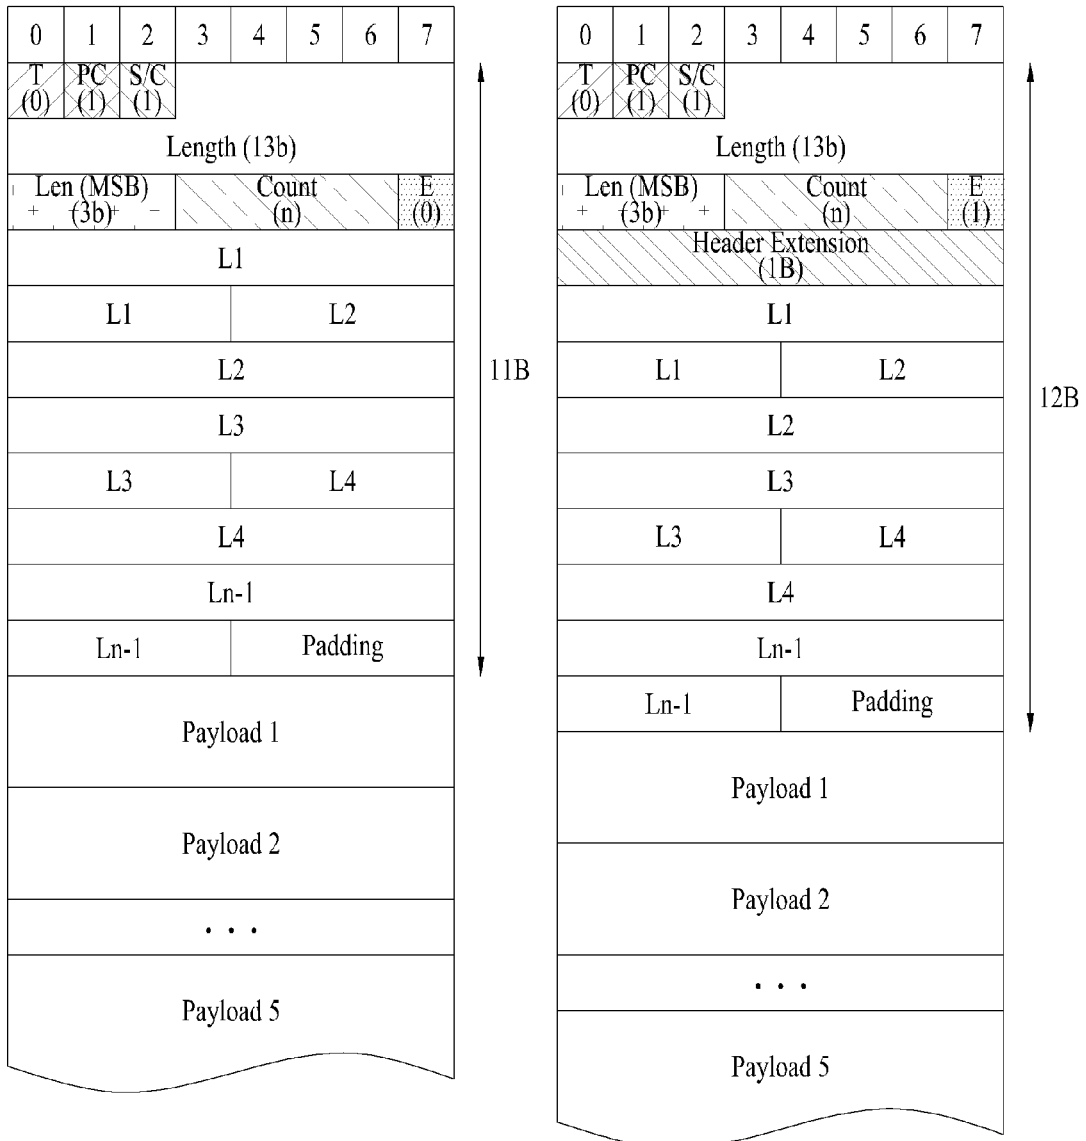 0 1 2 3 4 5 6 7
T (0) PC (1) S/C (1)
Length (13b)
Len (MSB) (3b) Count (n) E (0)
L1
L1 L2
L2
L3
L3 L4
L4
Ln-1
Ln-1 Padding
11B
Payload 1
Payload 2
• • •
Payload 5
0 1 2 3 4 5 6 7
T (0) PC (1) S/C (1)
Length (13b)
Len (MSB) (3b) Count (n) E (1)
Header Extension
(1B)
L1
L1 L2
L2
L3
L3 L4
L4
Ln-1
Ln-1 Padding
12B
Payload 1
Payload 2
• • •
Payload 5